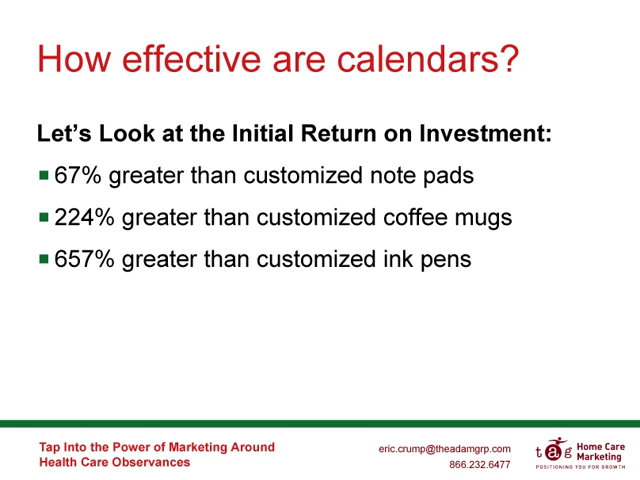 How effective are calendars?
Let's Look at the Initial Return on Investment:
67% greater than customized note pads
224% greater than customized coffee mugs
657% greater than customized ink pens
Tap Into the Power of Marketing Around
Health Care Observances
eric.crump@theadamgrp.com
866.232.6477
tag Home Care
Marketing
POSITIONING YOU FOR GROWTH